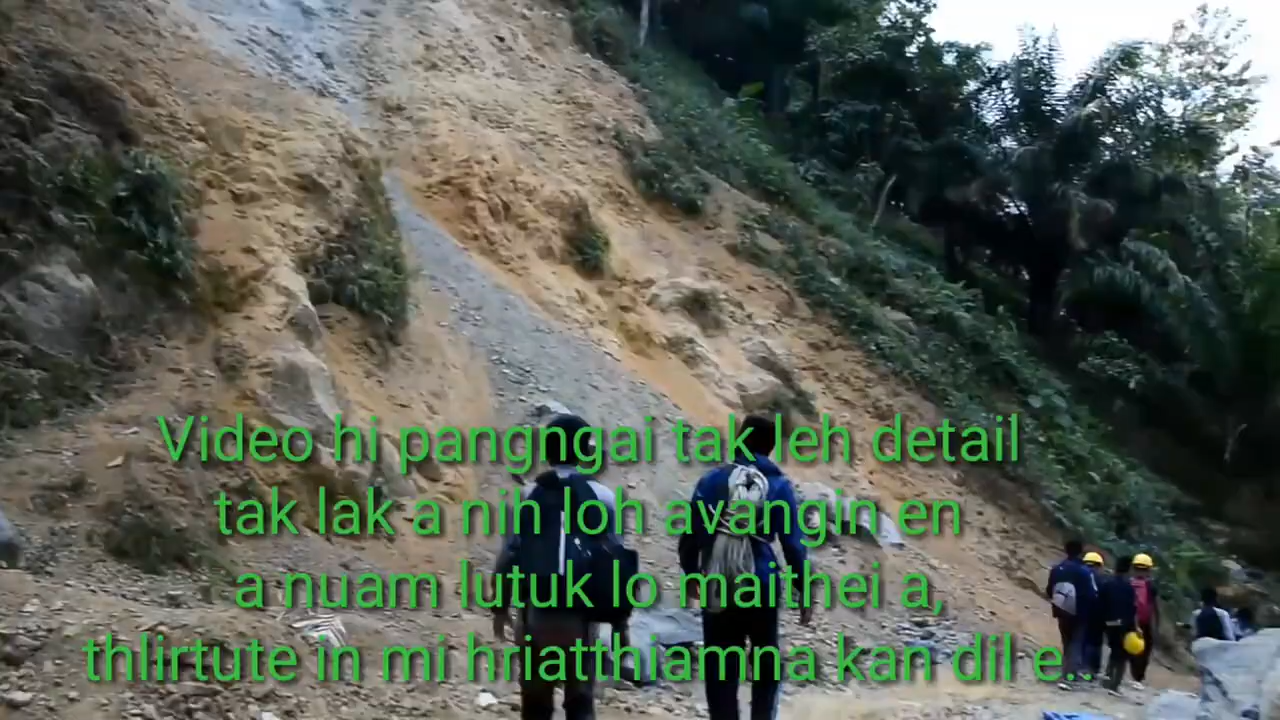 Video hi pangngai tak leh detail
tak lak a nih loh avangin en
a nuam lutuk lo maithei a,
thlirtute in mi hriatthiamna kan dil e..